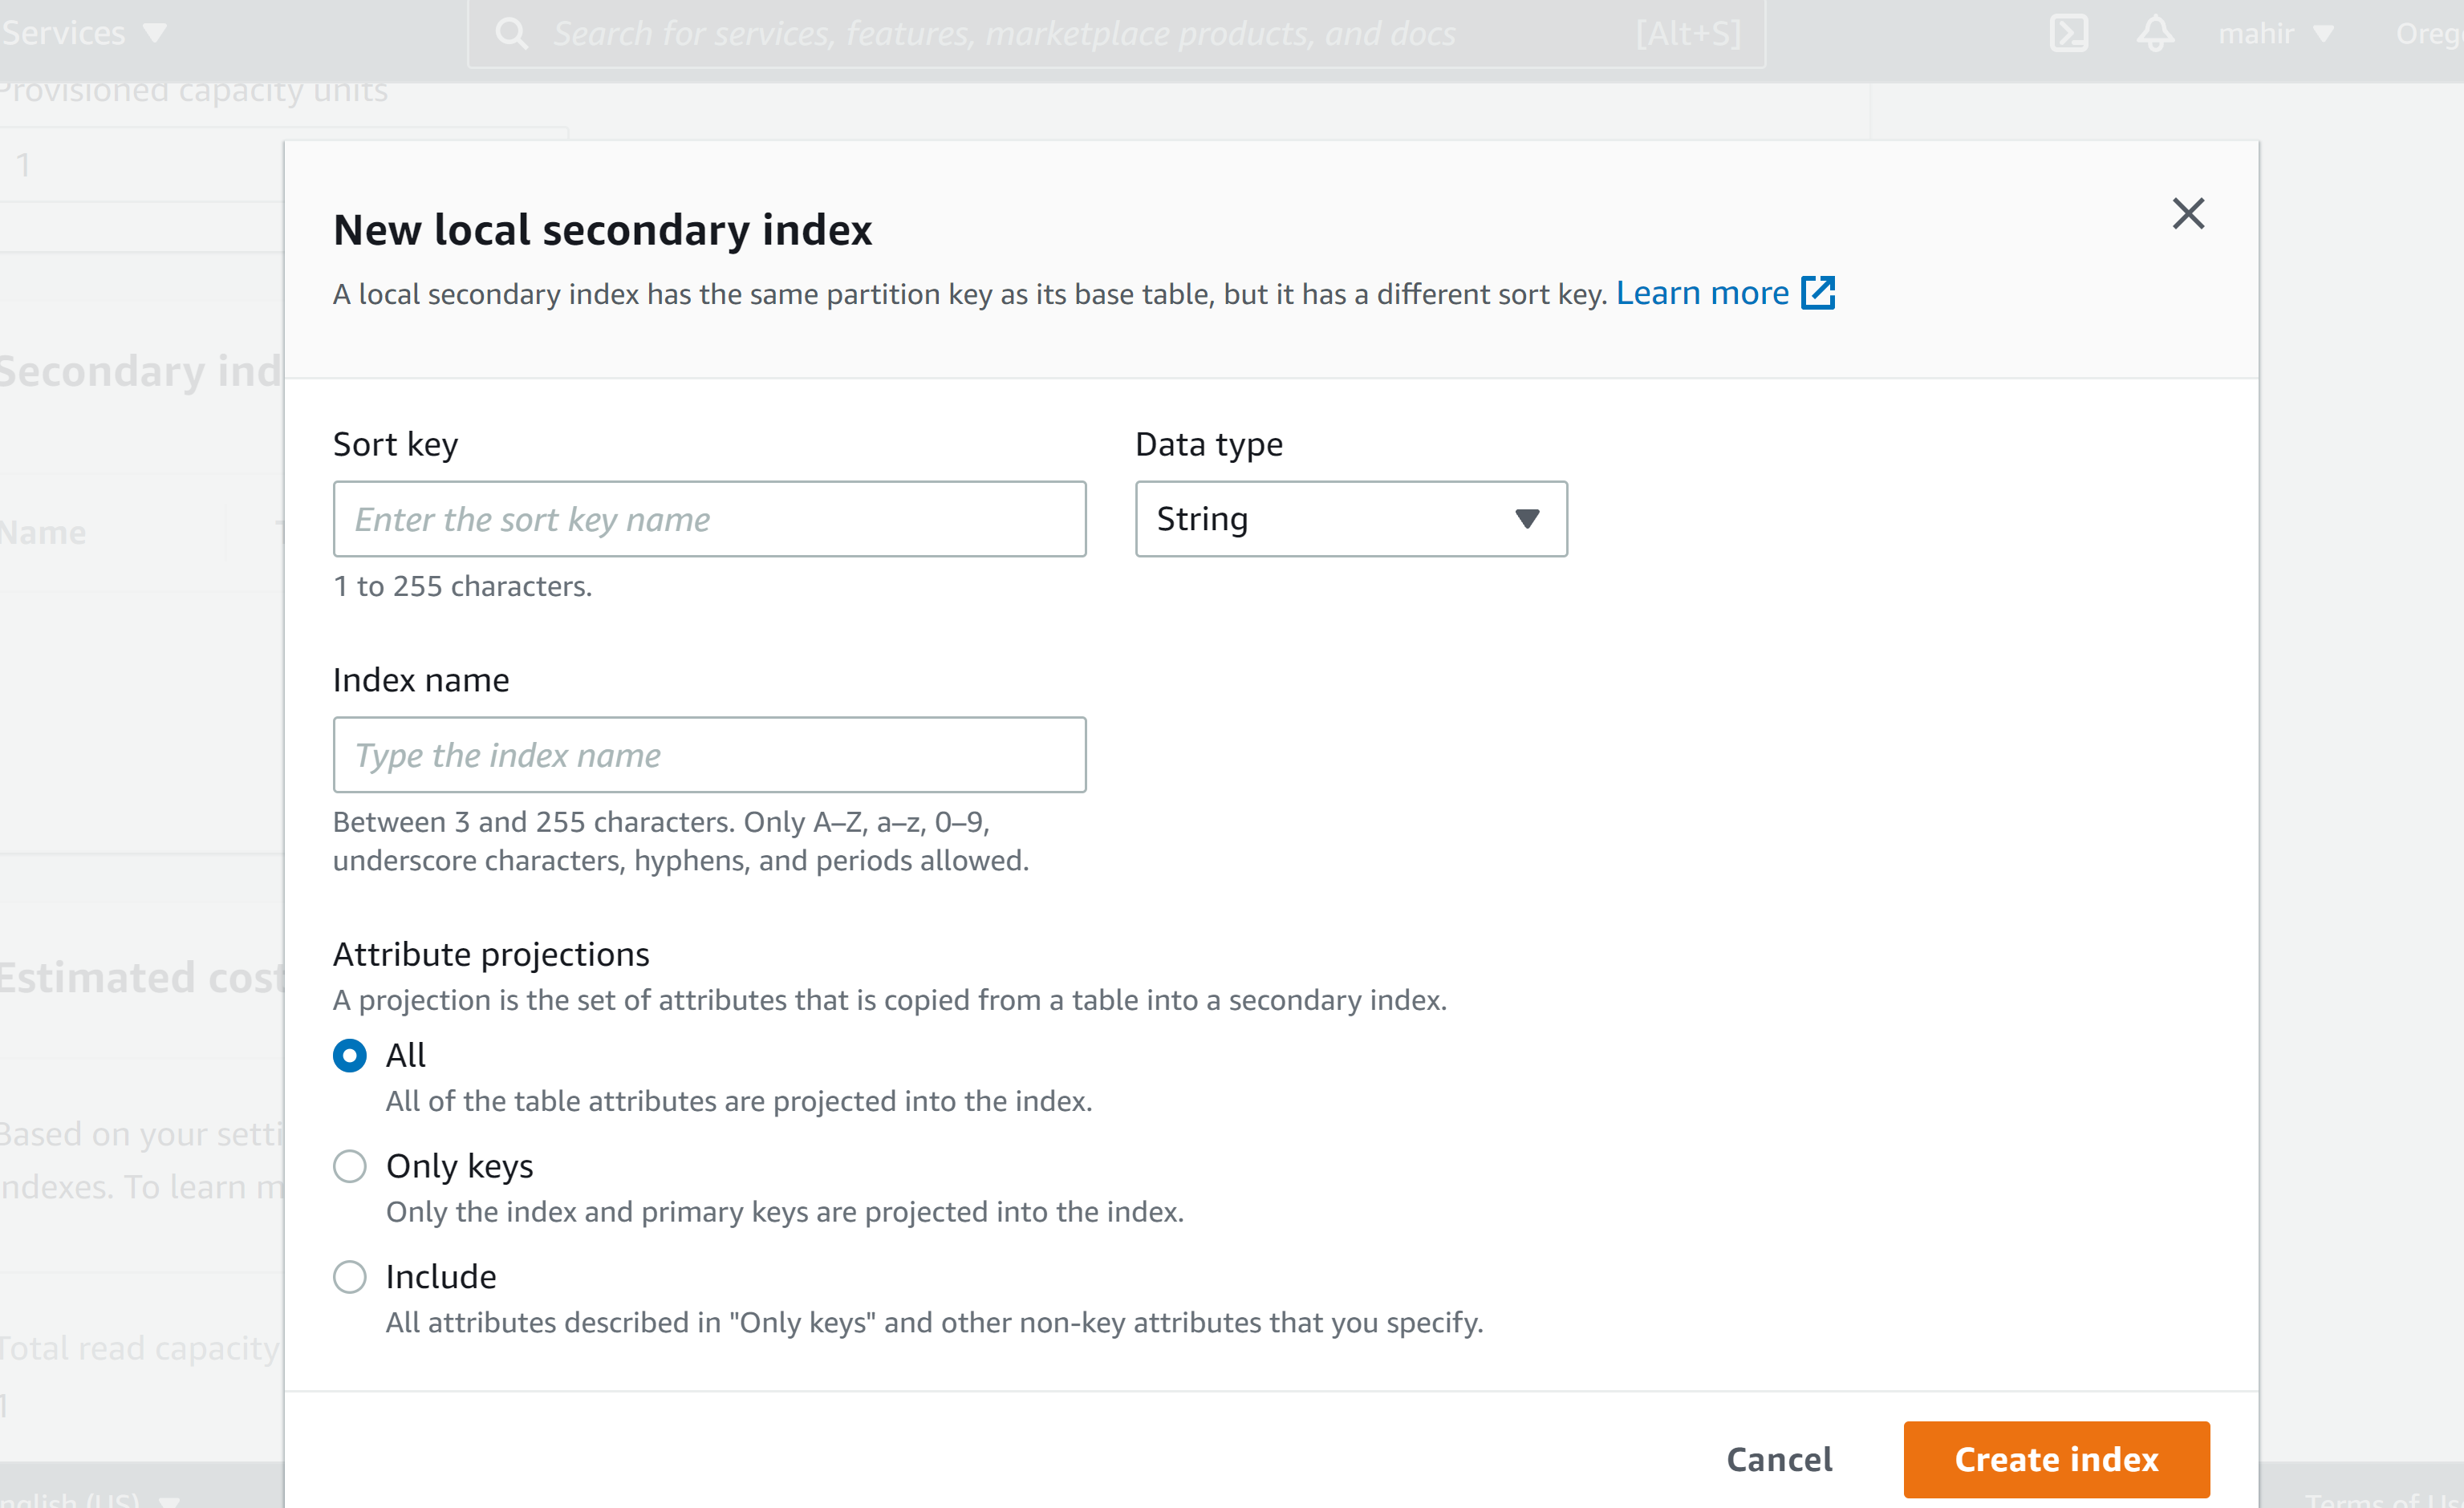 Services
Search for services, features, marketplace products, and docs
[Alt+S]
mahir
Provisioned capacity units
1
New local secondary index
A local secondary index has the same partition key as its base table, but it has a different sort key. Learn more
Secondary ind
Sort key
Data type
Enter the sort key name
String
Name
1 to 255 characters.
Index name
Type the index name
Between 3 and 255 characters. Only A–Z, a–z, 0–9,
underscore characters, hyphens, and periods allowed.
Attribute projections
Estimated cost
A projection is the set of attributes that is copied from a table into a secondary index.
All
All of the table attributes are projected into the index.
Based on your setti
Only keys
ndexes. To learn m
Only the index and primary keys are projected into the index.
Include
All attributes described in "Only keys" and other non-key attributes that you specify.
Total read capacity
1
Cancel
Create index
nglish (US)
Terms of Us